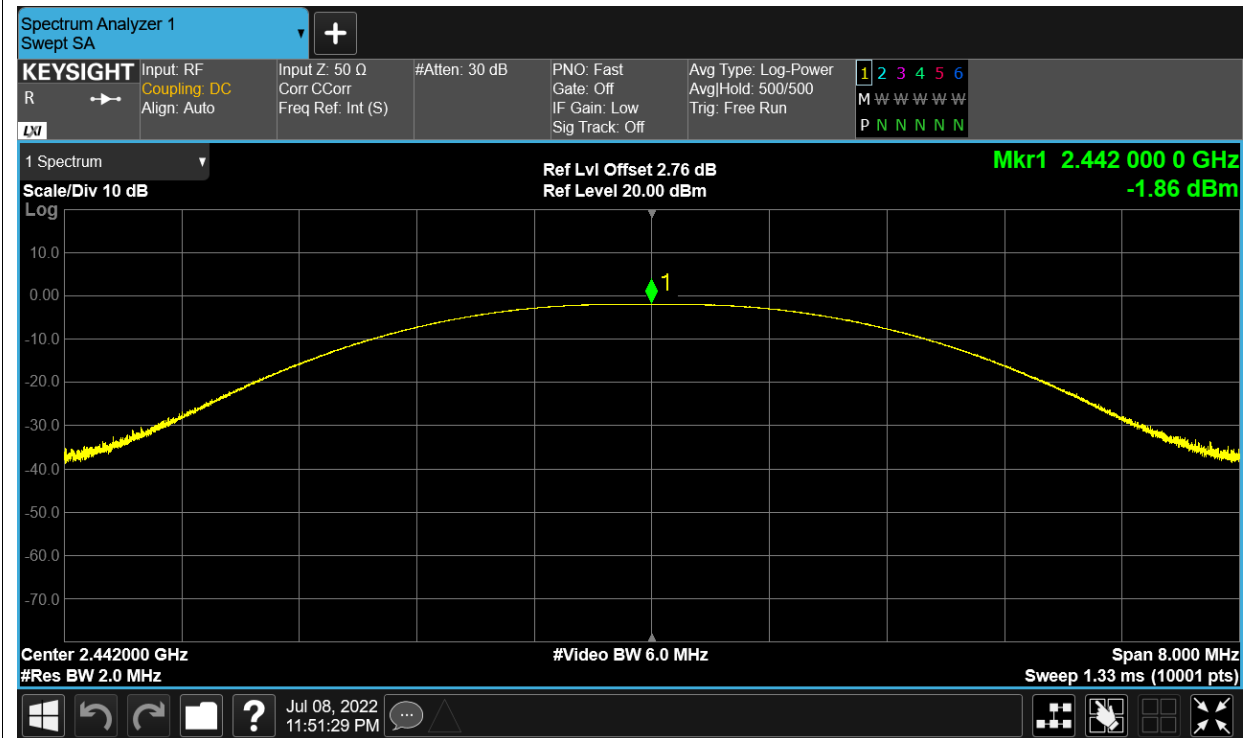 Spectrum Analyzer 1
Swept SA
▼
+
KEYSIGHT Input: RF Input Z: 50 Ω #Atten: 30 dB PNO: Fast Avg Type: Log-Power 1 2 3 4 5 6
R Coupling: DC Corr CCorr Gate: Off Avg|Hold: 500/500 M W W W W W
Align: Auto Freq Ref: Int (S) IF Gain: Low Trig: Free Run
LXI Sig Track: Off P N N N N N
1 Spectrum ▼ Ref Lvl Offset 2.76 dB Mkr1 2.442 000 0 GHz
Scale/Div 10 dB Ref Level 20.00 dBm -1.86 dBm
Log
10.0
1
0.00
-10.0
-20.0
-30.0
-40.0
-50.0
-60.0
-70.0
Center 2.442000 GHz #Video BW 6.0 MHz Span 8.000 MHz
#Res BW 2.0 MHz Sweep 1.33 ms (10001 pts)
? Jul 08, 2022
11:51:29 PM